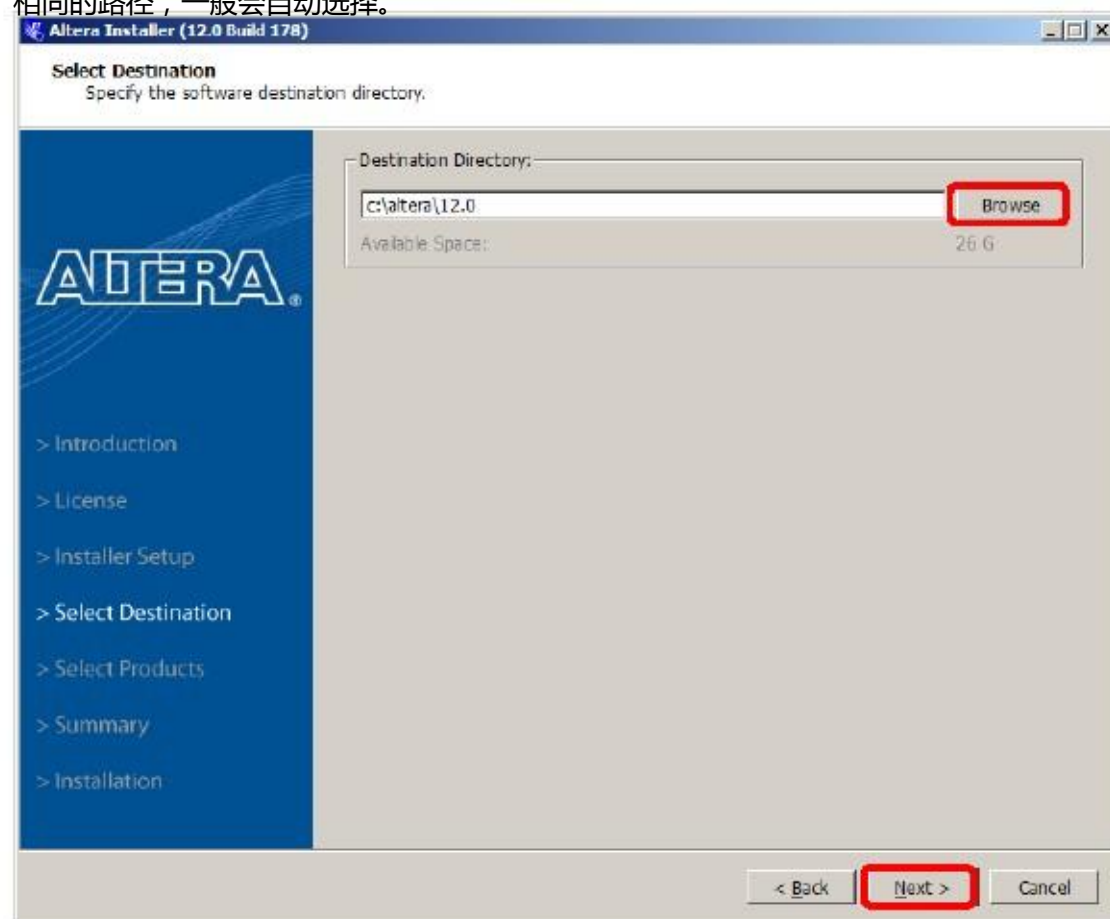 相同的路径，一般会自动选择。
Altera Installer (12.0 Build 178)
Select Destination
Specify the software destination directory.
Destination Directory:
c:\altera\12.0
Browse
Available Space: 26 G
ALTERA®
> Introduction
> License
> Installer Setup
> Select Destination
> Select Products
> Summary
> Installation
< Back Next > Cancel